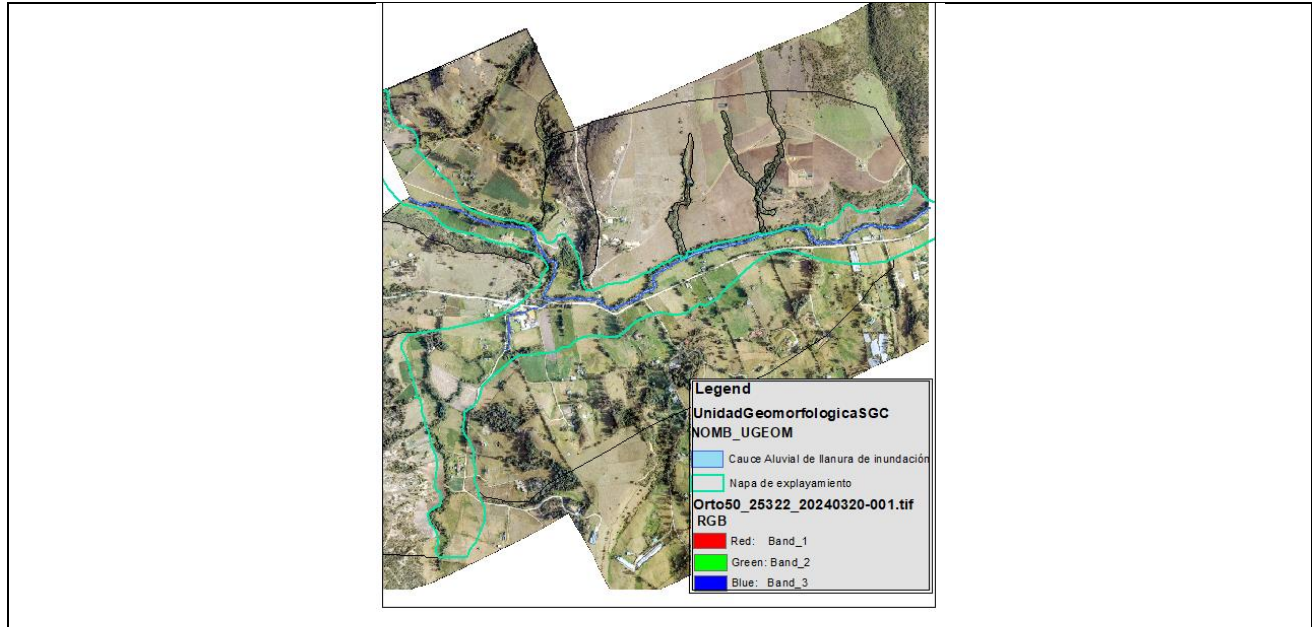 Legend
UnidadGeomorfologicaSGC
NOMB_UGEOM
Cauce Aluvial de llanura de inundación
Napa de explayamiento
Orto50_25322_20240320-001.tif
RGB
Red: Band_1
Green: Band_2
Blue: Band_3